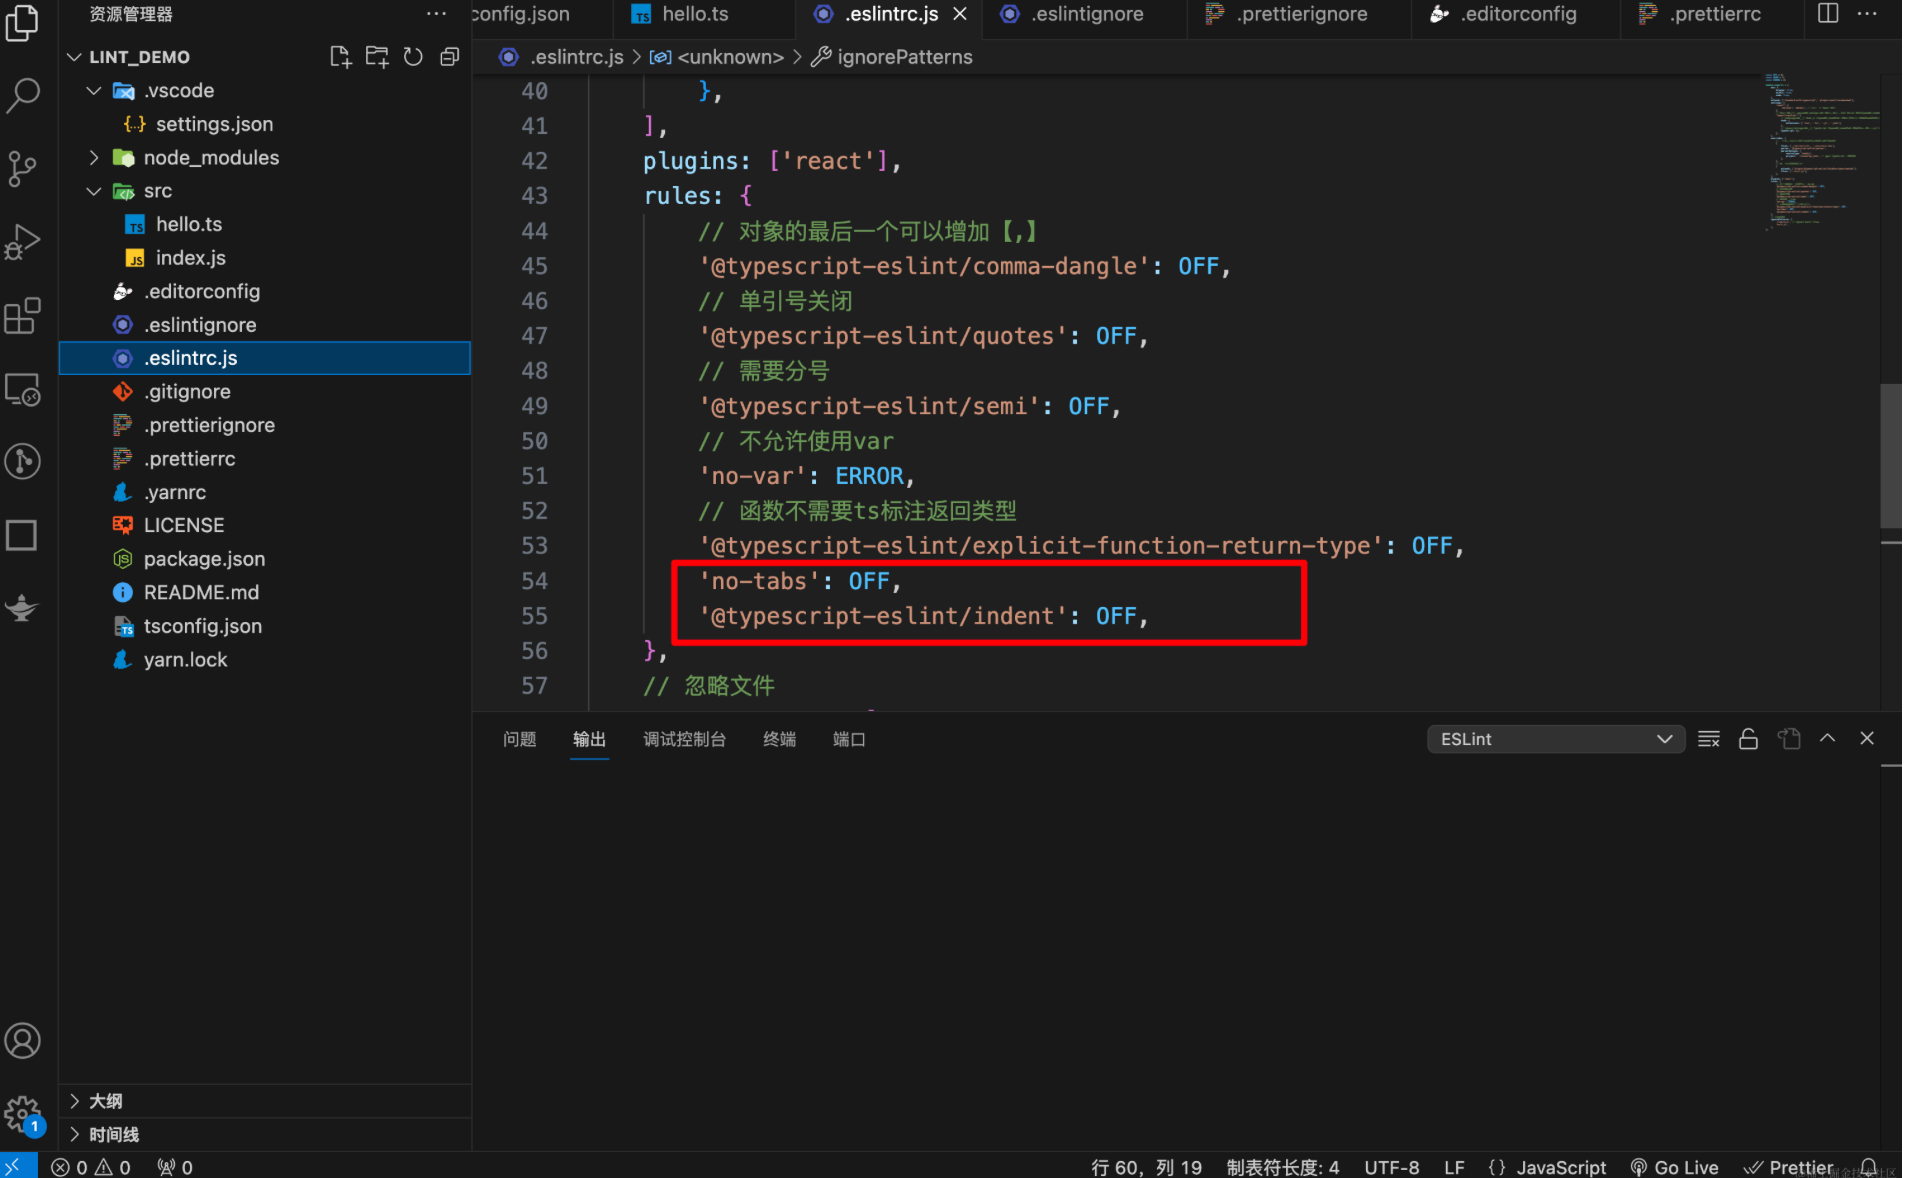 资源管理器
LINT_DEMO
.vscode
settings.json
node_modules
src
hello.ts
index.js
.editorconfig
.eslintignore
.eslintrc.js
.gitignore
.prettierignore
.prettierrc
.yarnrc
LICENSE
package.json
README.md
tsconfig.json
yarn.lock
大纲
时间线
config.json hello.ts .eslintrc.js .eslintignore .prettierignore .editorconfig .prettierrc
.eslintrc.js > <unknown> > ignorePatterns
40 },
41 ],
42 plugins: ['react'],
43 rules: {
44 // 对象的最后一个可以增加【,】
45 '@typescript-eslint/comma-dangle': OFF,
46 // 单引号关闭
47 '@typescript-eslint/quotes': OFF,
48 // 需要分号
49 '@typescript-eslint/semi': OFF,
50 // 不允许使用var
51 'no-var': ERROR,
52 // 函数不需要ts标注返回类型
53 '@typescript-eslint/explicit-function-return-type': OFF,
54 'no-tabs': OFF,
55 '@typescript-eslint/indent': OFF,
56 },
57 // 忽略文件
问题 输出 调试控制台 终端 端口 ESLint
1
0 0 0 行 60，列 19 制表符长度: 4 UTF-8 LF {} JavaScript Go Live Prettier